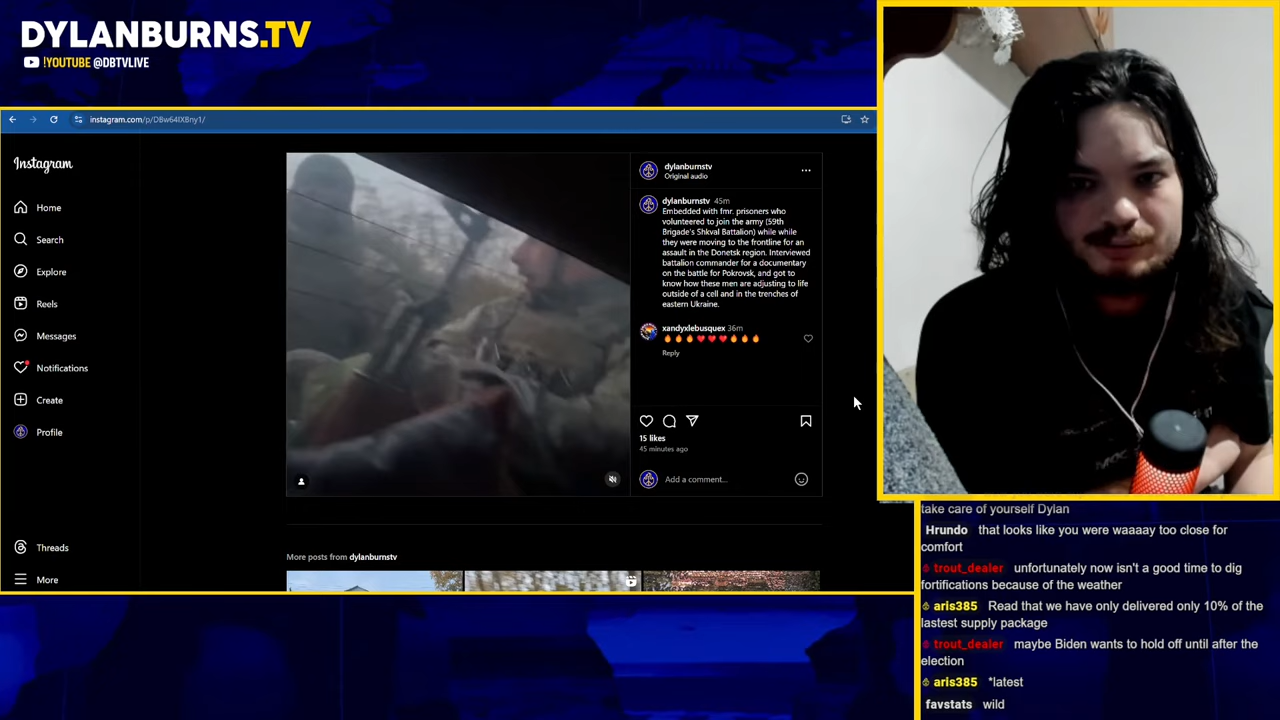 DYLANBURNS.TV
!YOUTUBE @DBTVLIVE
instagram.com/p/DBw64IXBny1/
Instagram
Home
Search
Explore
Reels
Messages
Notifications
Create
Profile
Threads
More
dylanburnstv
Original audio
dylanburnstv 45m
Embedded with fmr. prisoners who
volunteered to join the army (59th
Brigade's Shkval Battalion) while while
they were moving to the frontline for an
assault in the Donetsk region. Interviewed
battalion commander for a documentary
on the battle for Pokrovsk, and got to
know how these men are adjusting to life
outside of a cell and in the trenches of
eastern Ukraine.
xandyxlebusquex 36m
Reply
15 likes
45 minutes ago
Add a comment...
More posts from dylanburnstv
take care of yourself Dylan
Hrundo that looks like you were waaaay too close for
comfort
trout_dealer unfortunately now isn't a good time to dig
fortifications because of the weather
aris385 Read that we have only delivered only 10% of the
lastest supply package
trout_dealer maybe Biden wants to hold off until after the
election
aris385 *latest
favstats wild